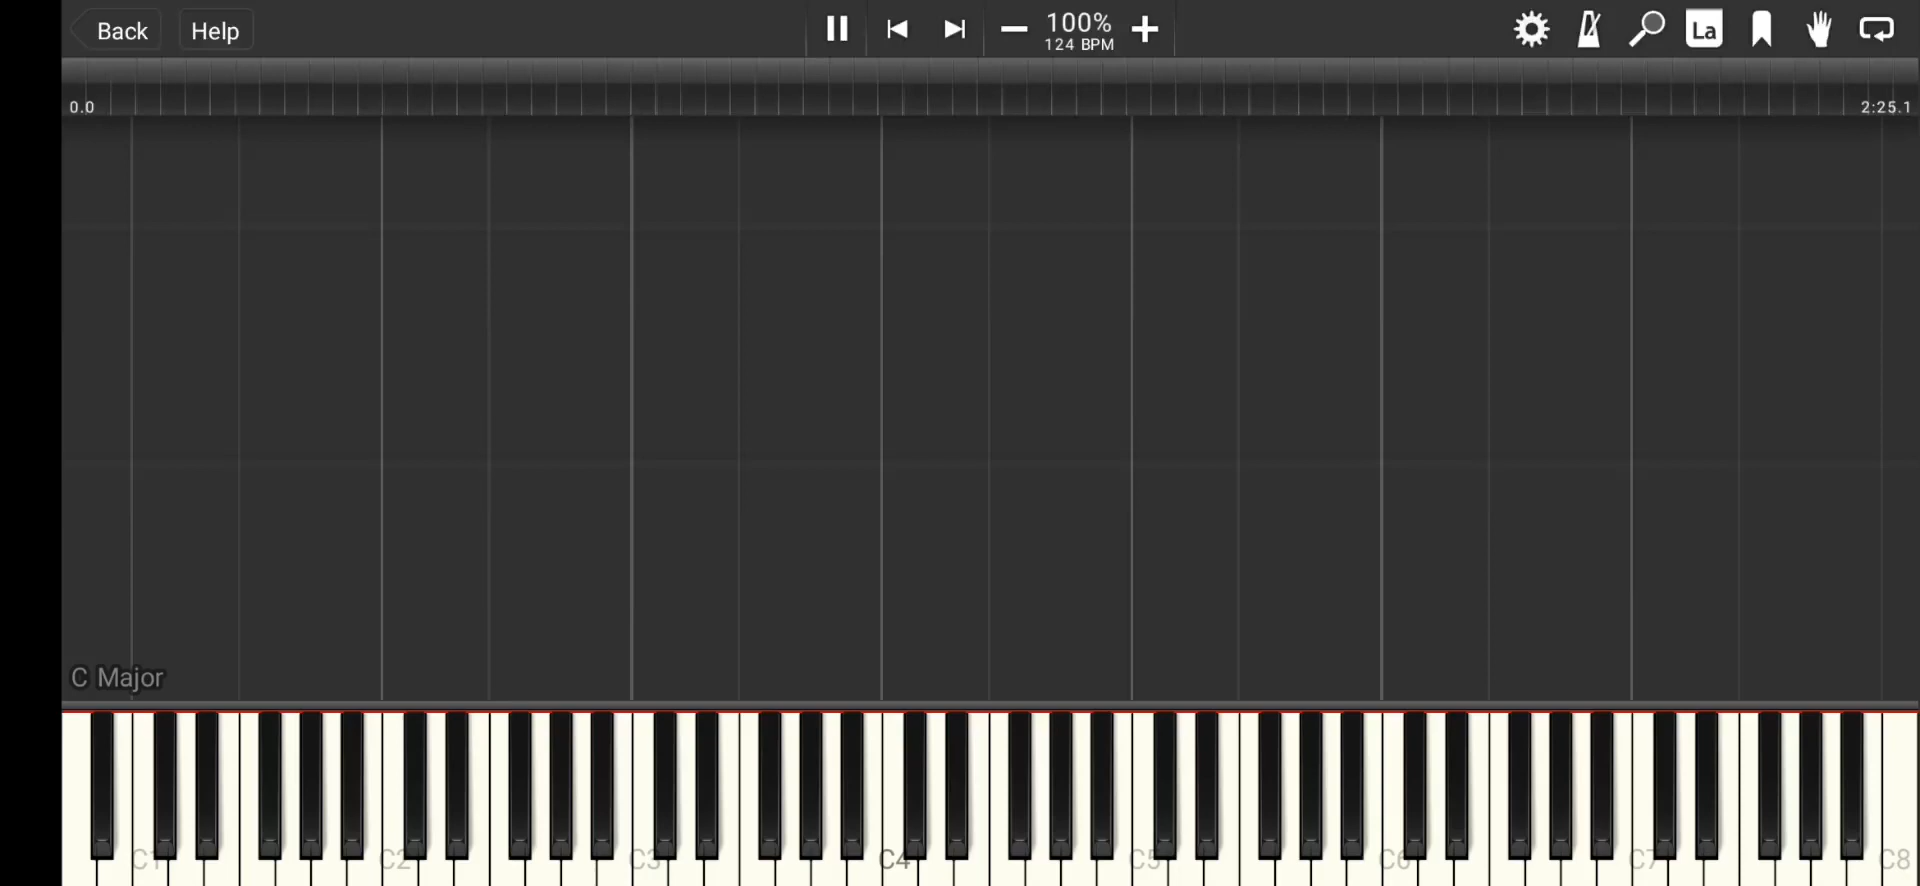 Back
Help
100%
124 BPM
La
0.0
2:25.1
C Major
C1
C2
C3
C4
C5
C6
C7
C8